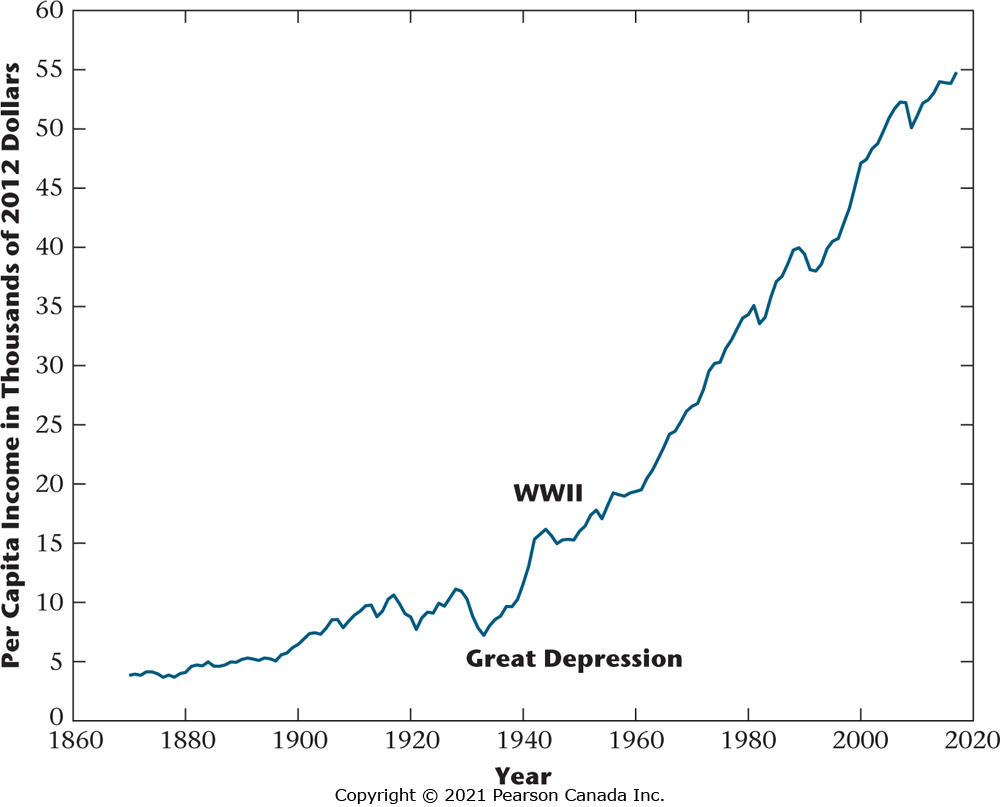 Per Capita Income in Thousands of 2012 Dollars
60
55
50
45
40
35
30
25
20
15
10
5
0
WWII
Great Depression
1860 1880 1900 1920 1940 1960 1980 2000 2020
Year
Copyright © 2021 Pearson Canada Inc.